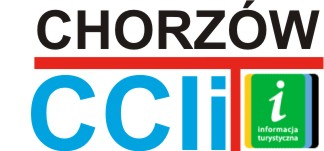 CHORZÓW
CCIiT
i
informacja
turystyczna